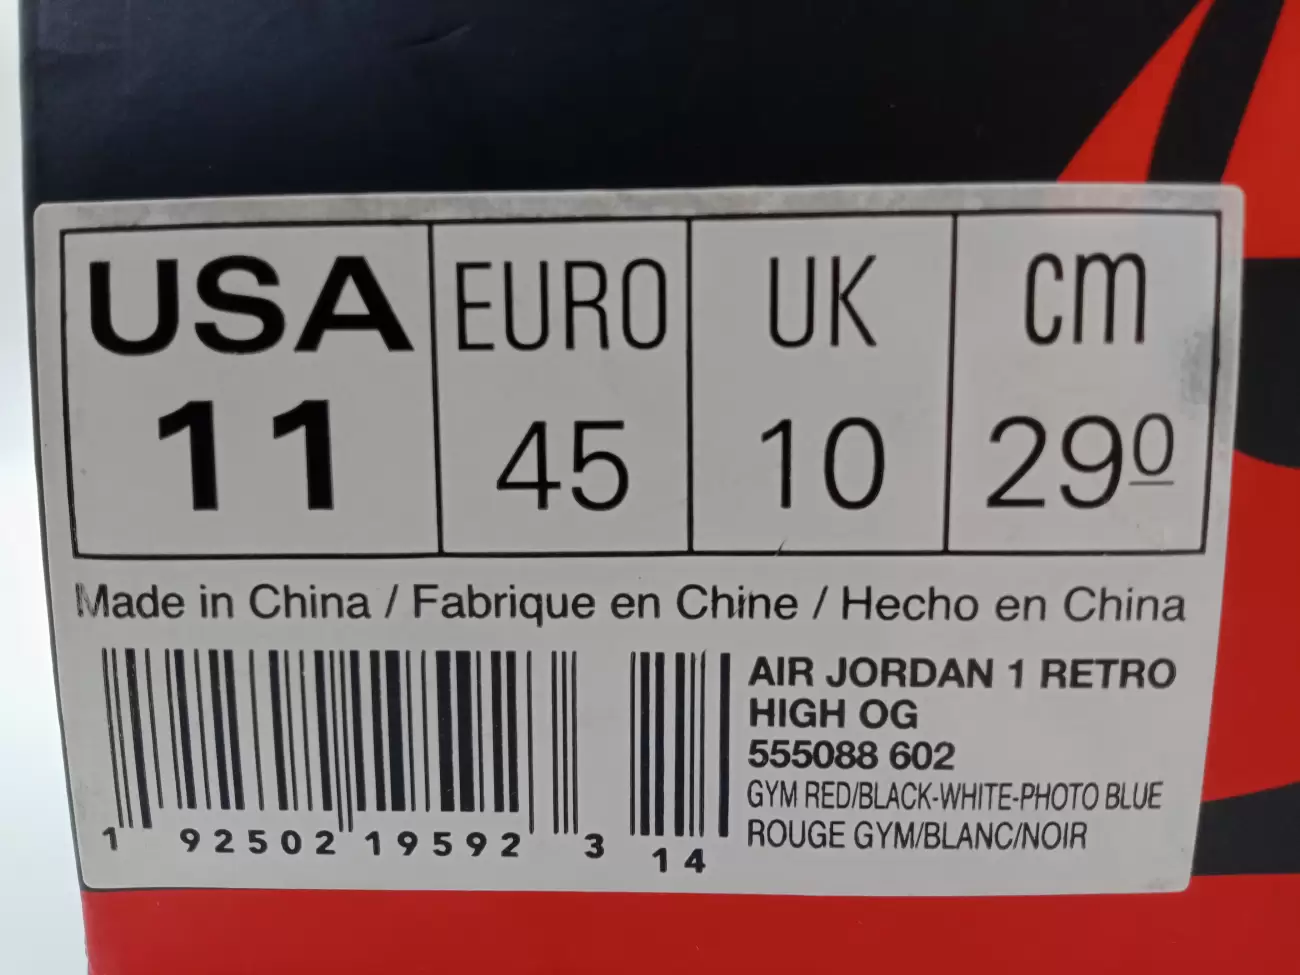 USA EURO UK cm
11 45 10 29⁰
Made in China / Fabrique en Chine / Hecho en China
AIR JORDAN 1 RETRO
HIGH OG
555088 602
GYM RED/BLACK-WHITE-PHOTO BLUE
ROUGE GYM/BLANC/NOIR
1 92502 19592 3 14